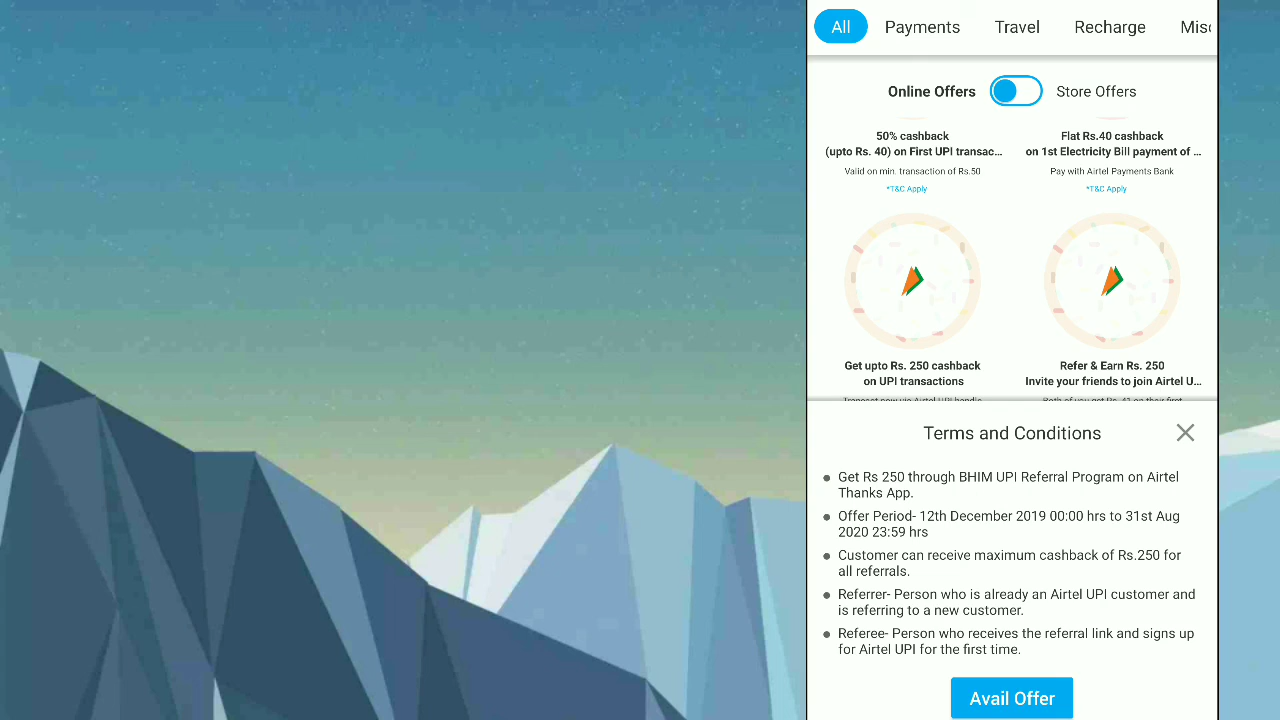 All Payments Travel Recharge Misc
Online Offers Store Offers
50% cashback
(upto Rs. 40) on First UPI transac...
Valid on min. transaction of Rs.50
*T&C Apply
Flat Rs.40 cashback
on 1st Electricity Bill payment of ...
Pay with Airtel Payments Bank
*T&C Apply
Get upto Rs. 250 cashback
on UPI transactions
Refer & Earn Rs. 250
Invite your friends to join Airtel U...
Terms and Conditions
Get Rs 250 through BHIM UPI Referral Program on Airtel
Thanks App.
Offer Period- 12th December 2019 00:00 hrs to 31st Aug
2020 23:59 hrs
Customer can receive maximum cashback of Rs.250 for
all referrals.
Referrer- Person who is already an Airtel UPI customer and
is referring to a new customer.
Referee- Person who receives the referral link and signs up
for Airtel UPI for the first time.
Avail Offer